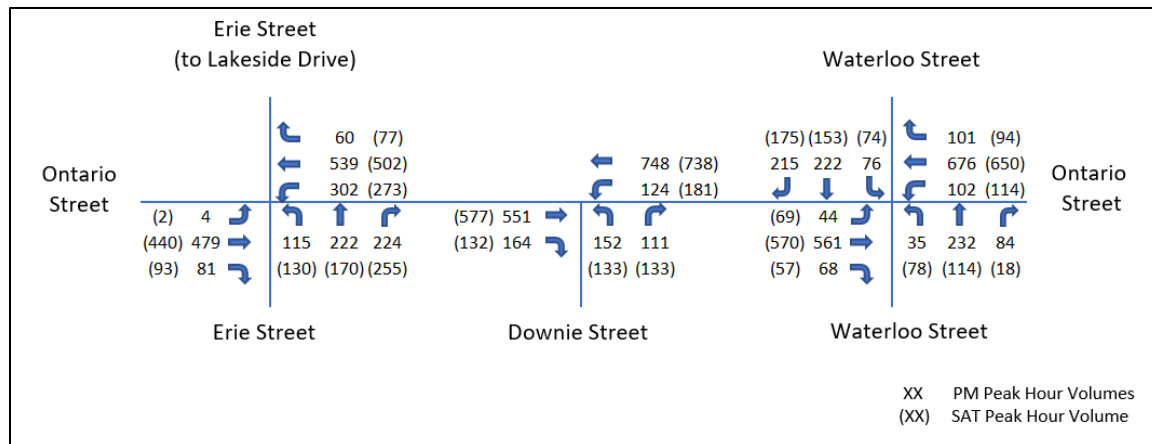 Erie Street
(to Lakeside Drive)
Waterloo Street
60 (77)
539 (502)
302 (273)
748 (738)
124 (181)
(175) (153) (74)
215 222 76
101 (94)
676 (650)
102 (114)
Ontario
Street
Ontario
Street
(2) 4
(440) 479
(93) 81
115 222 224
(130) (170) (255)
(577) 551
(132) 164
152 111
(133) (133)
(69) 44
(570) 561
(57) 68
35 232 84
(78) (114) (18)
Erie Street
Downie Street
Waterloo Street
XX PM Peak Hour Volumes
(XX) SAT Peak Hour Volume